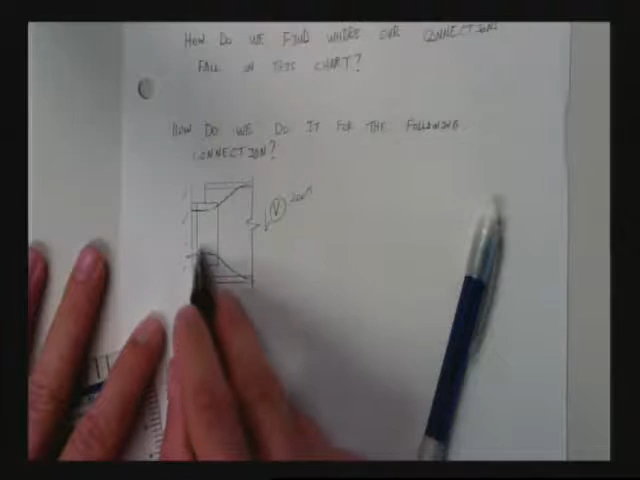 HOW DO WE FIND WHERE OUR CONNECTIONS
FALL IN THIS CHART?
HOW DO WE DO IT FOR THE FOLLOWING
CONNECTION?
V